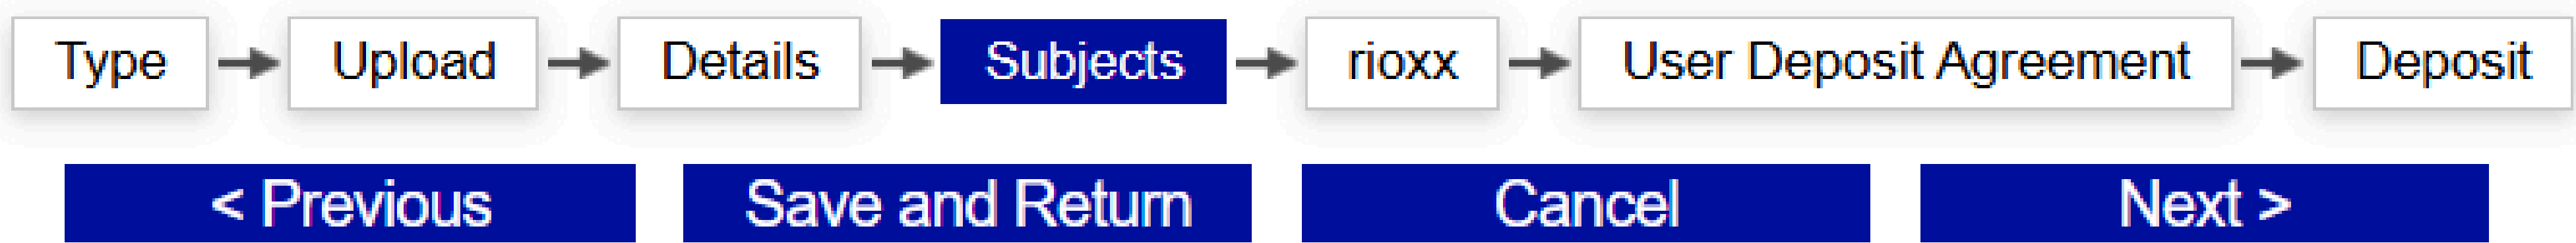 Type Upload Details Subjects rioxx User Deposit Agreement Deposit
< Previous Save and Return Cancel Next >